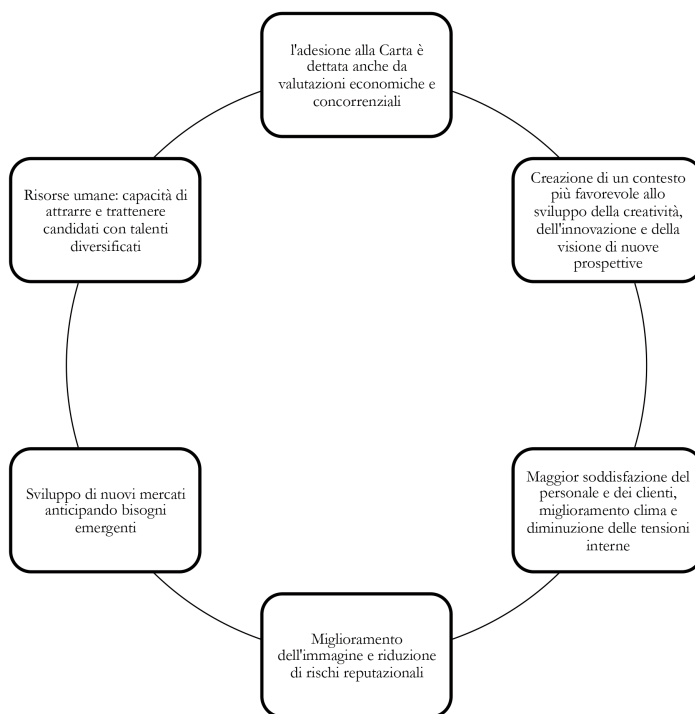 l'adesione alla Carta è
dettata anche da
valutazioni economiche e
concorrenziali
Creazione di un contesto
più favorevole allo
sviluppo della creatività,
dell'innovazione e della
visione di nuove
prospettive
Maggior soddisfazione del
personale e dei clienti,
miglioramento clima e
diminuzione delle tensioni
interne
Miglioramento
dell'immagine e riduzione
di rischi reputazionali
Sviluppo di nuovi mercati
anticipando bisogni
emergenti
Risorse umane: capacità di
attrarre e trattenere
candidati con talenti
diversificati